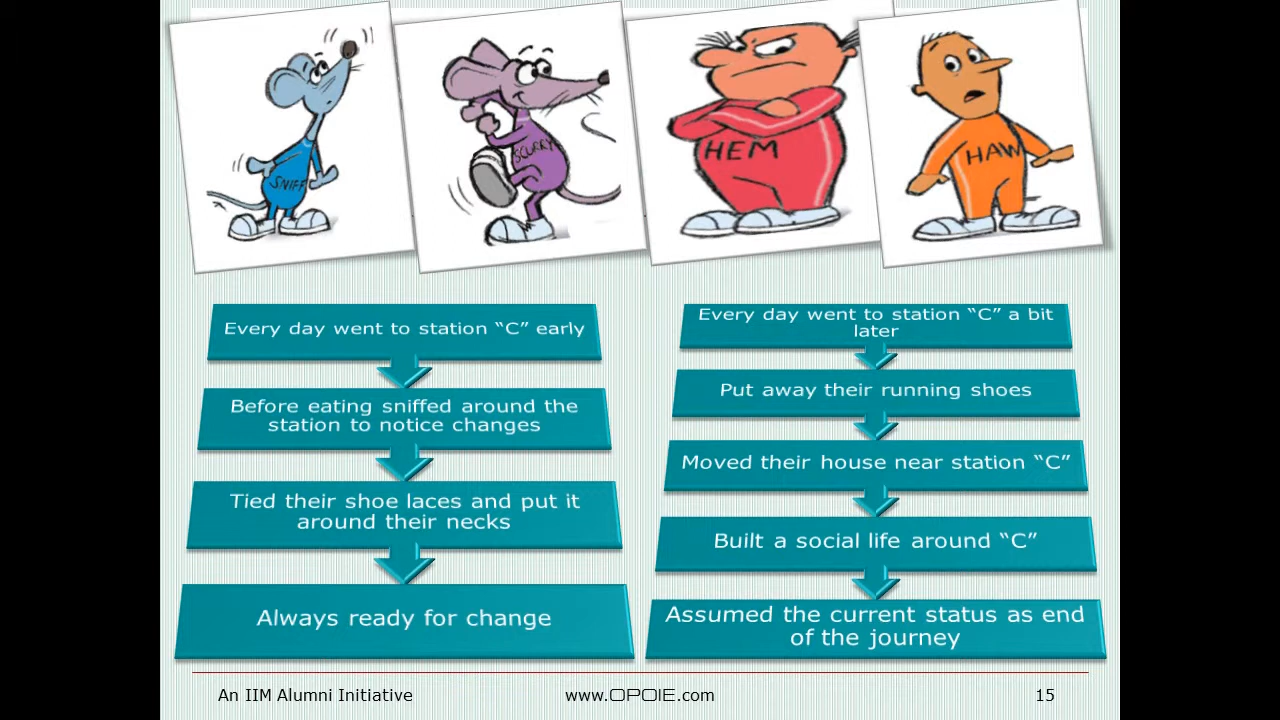 SNIFF
SCURRY
HEM
HAW
Every day went to station “C” early
Before eating sniffed around the
station to notice changes
Tied their shoe laces and put it
around their necks
Always ready for change
Every day went to station “C” a bit
later
Put away their running shoes
Moved their house near station “C”
Built a social life around “C”
Assumed the current status as end
of the journey
An IIM Alumni Initiative
www.OPOIE.com
15